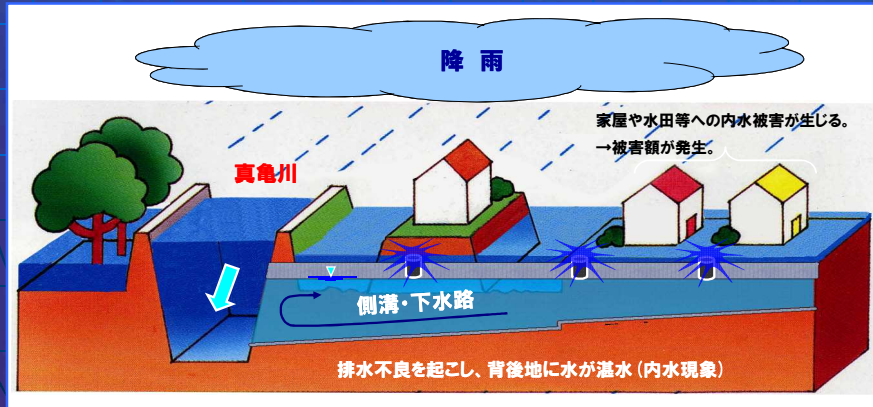 降 雨
家屋や水田等への内水被害が生じる。
→被害額が発生。
真亀川
側溝・下水路
排水不良を起こし、背後地に水が湛水(内水現象)